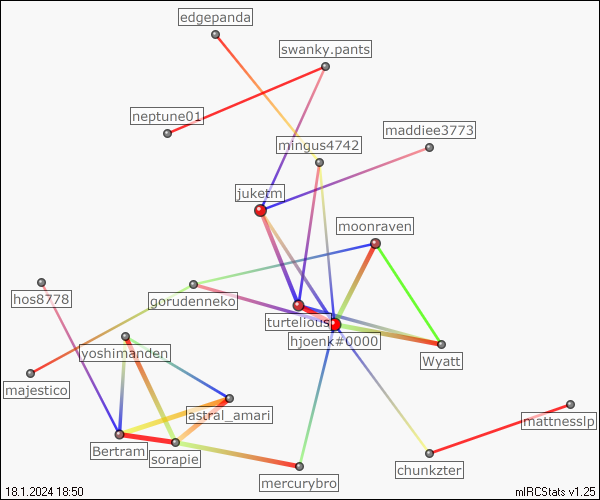 edgepanda
swanky.pants
neptune01
maddiee3773
mingus4742
juketm
moonraven
hos8778
gorudenneko
turtelious
hjoenk#0000
yoshimanden
Wyatt
majestico
astral_amari
mattnesslp
Bertram
sorapie
chunkzter
mercurybro
18.1.2024 18:50
mIRCStats v1.25